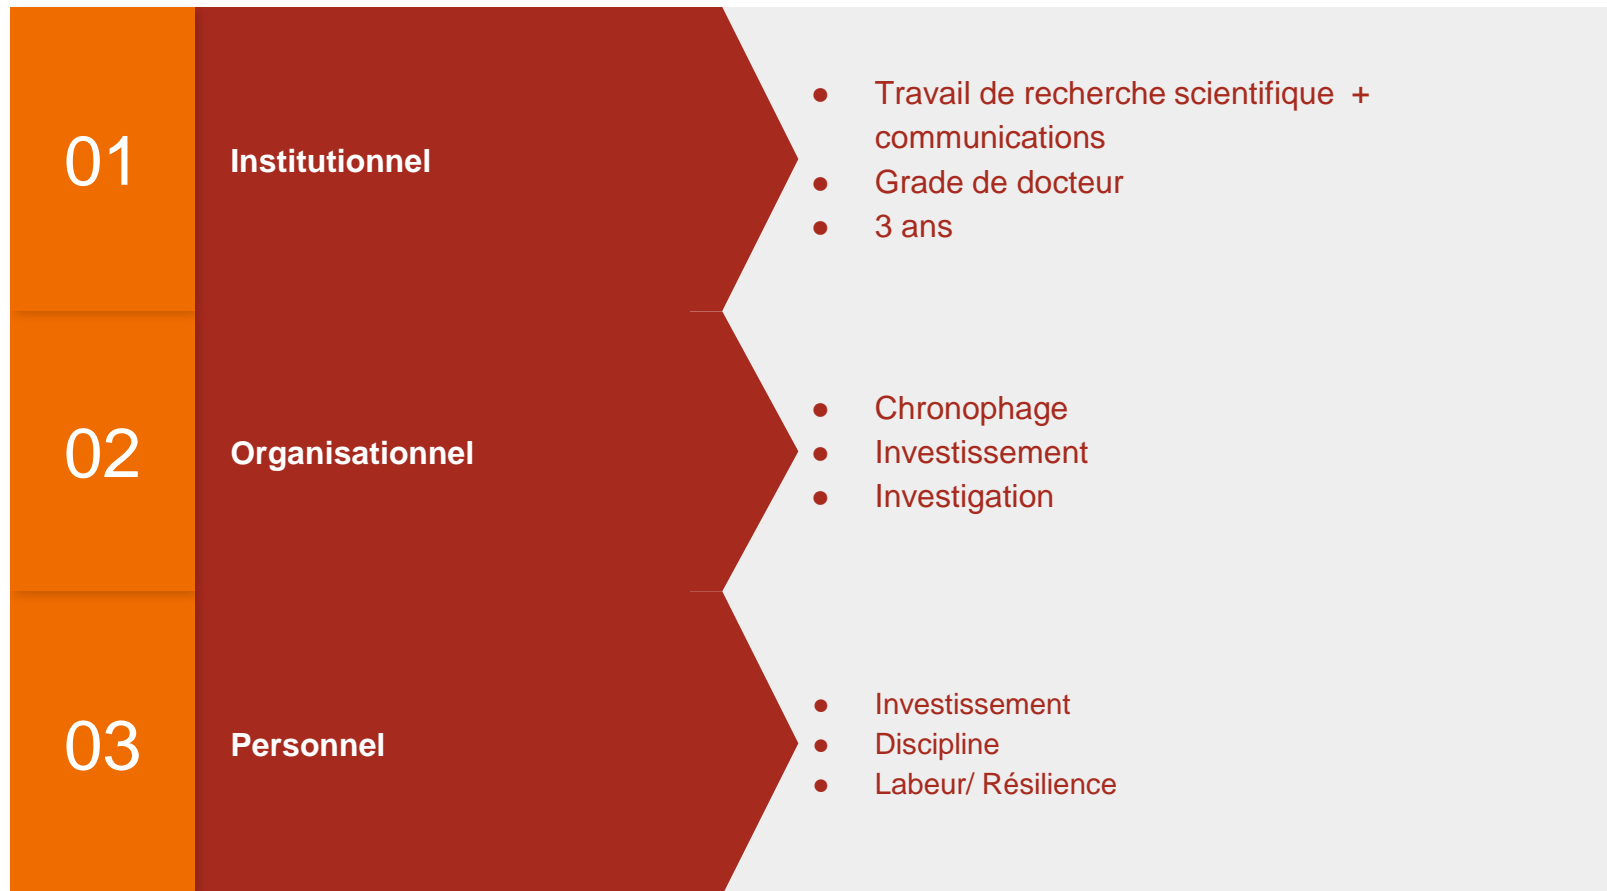 01
Institutionnel
● Travail de recherche scientifique +
communications
● Grade de docteur
● 3 ans
02
Organisationnel
● Chronophage
● Investissement
● Investigation
03
Personnel
● Investissement
● Discipline
● Labeur/ Résilience